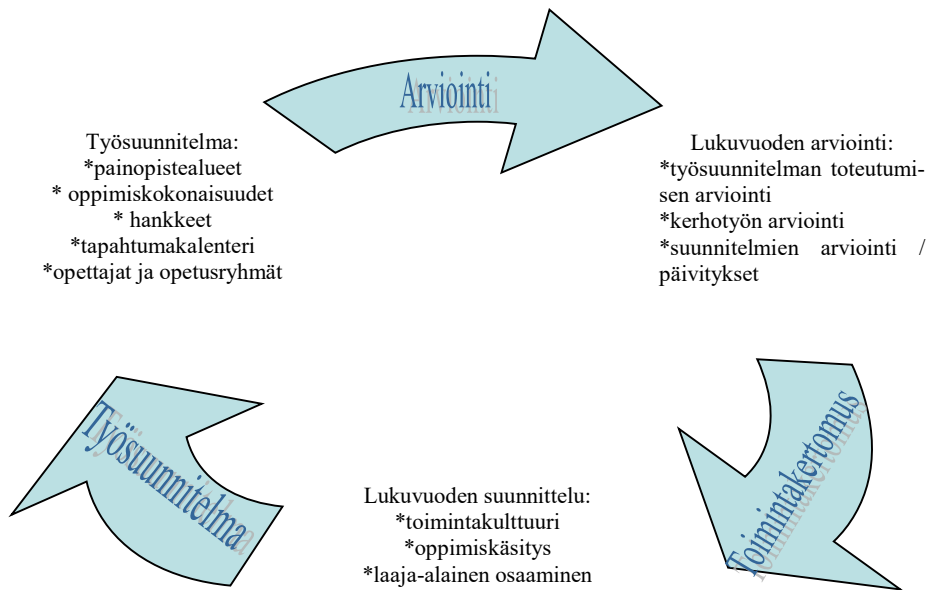 Arviointi
Työsuunnitelma:
*painopistealueet
* oppimiskokonaisuudet
* hankkeet
*tapahtumakalenteri
*opettajat ja opetusryhmät
Lukuvuoden arviointi:
*työsuunnitelman toteutumi-
sen arviointi
*kerhotyön arviointi
*suunnitelmien arviointi /
päivitykset
Toimintakertomus
Lukuvuoden suunnittelu:
*toimintakulttuuri
*oppimiskäsitys
*laaja-alainen osaaminen
Työsuunnitelma